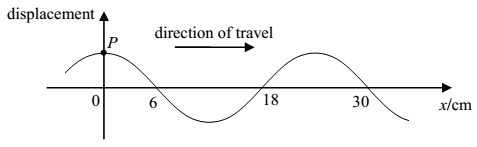 displacement
P
direction of travel
0
6
18
30
x/cm